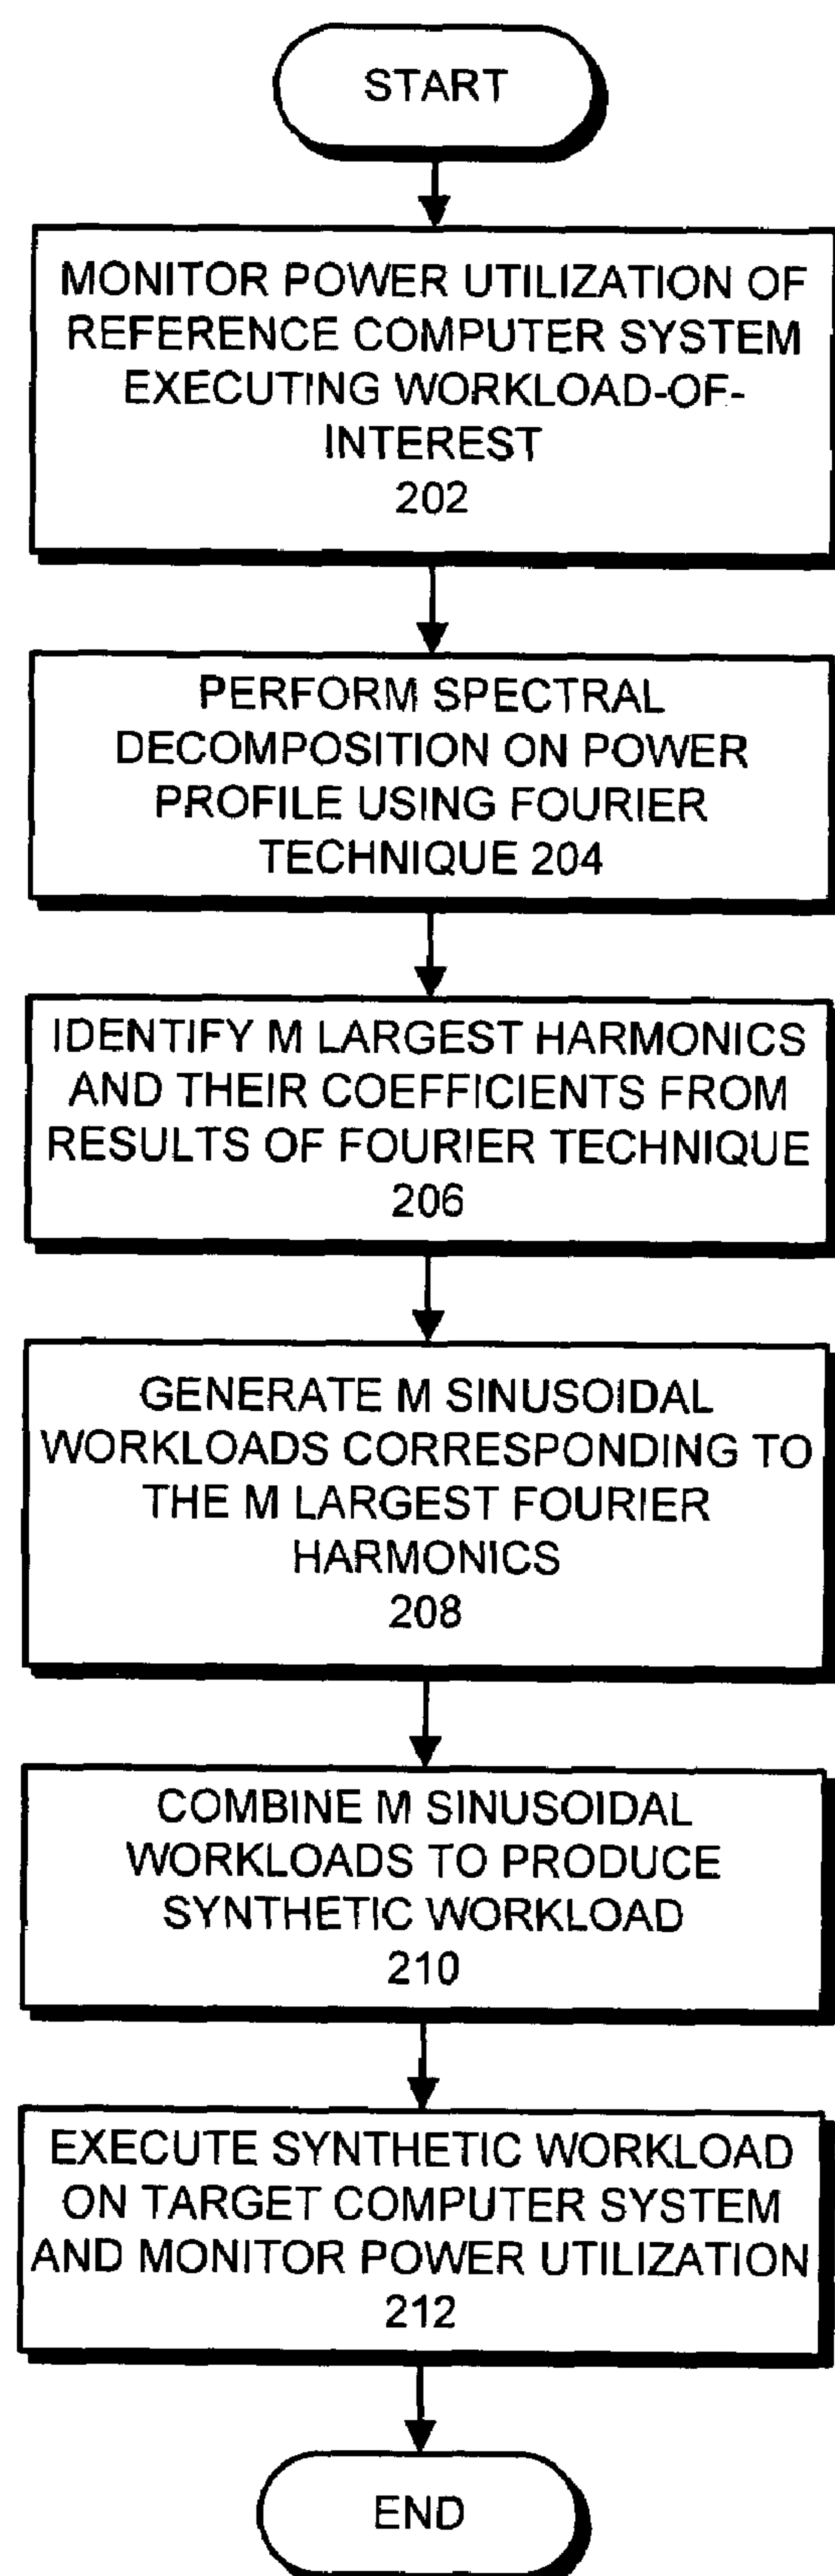 START
MONITOR POWER UTILIZATION OF
REFERENCE COMPUTER SYSTEM
EXECUTING WORKLOAD-OF-
INTEREST
202
PERFORM SPECTRAL
DECOMPOSITION ON POWER
PROFILE USING FOURIER
TECHNIQUE 204
IDENTIFY M LARGEST HARMONICS
AND THEIR COEFFICIENTS FROM
RESULTS OF FOURIER TECHNIQUE
206
GENERATE M SINUSOIDAL
WORKLOADS CORRESPONDING TO
THE M LARGEST FOURIER
HARMONICS
208
COMBINE M SINUSOIDAL
WORKLOADS TO PRODUCE
SYNTHETIC WORKLOAD
210
EXECUTE SYNTHETIC WORKLOAD
ON TARGET COMPUTER SYSTEM
AND MONITOR POWER UTILIZATION
212
END